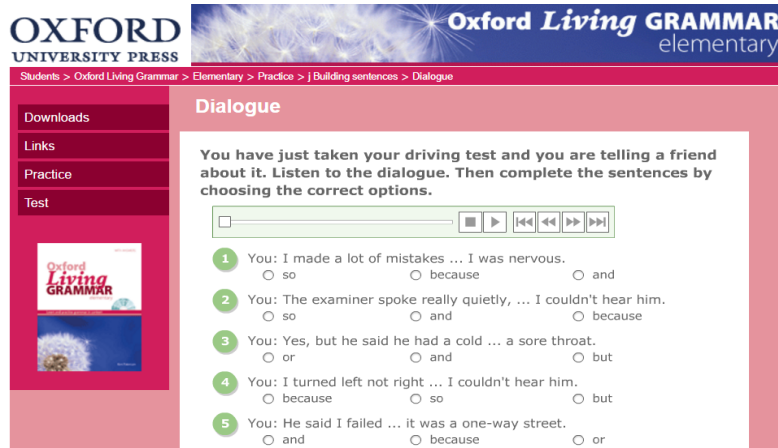 OXFORD
UNIVERSITY PRESS
Oxford Living GRAMMAR
elementary
Students > Oxford Living Grammar > Elementary > Practice > j Building sentences > Dialogue
Downloads
Links
Practice
Test
Oxford
Living
GRAMMAR
Dialogue
You have just taken your driving test and you are telling a friend
about it. Listen to the dialogue. Then complete the sentences by
choosing the correct options.
1 You: I made a lot of mistakes ... I was nervous.
so because and
2 You: The examiner spoke really quietly, ... I couldn't hear him.
so and because
3 You: Yes, but he said he had a cold ... a sore throat.
or and but
4 You: I turned left not right ... I couldn't hear him.
because so but
5 You: He said I failed ... it was a one-way street.
and because or